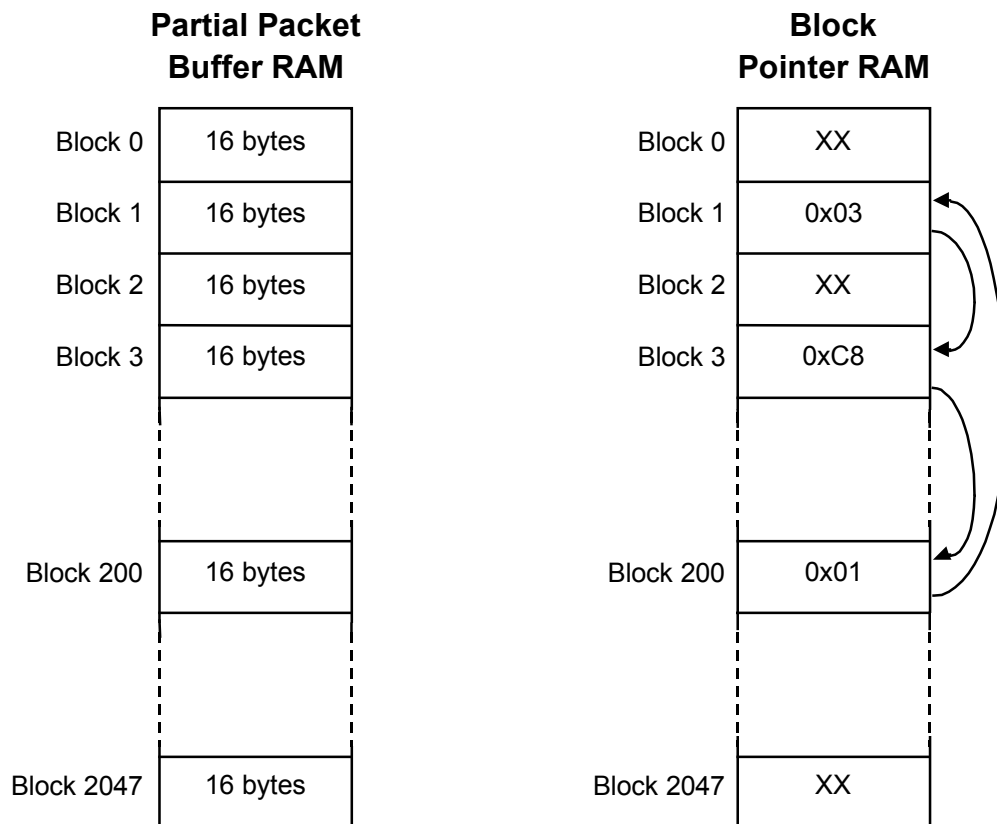 Partial Packet
Buffer RAM
Block 0
16 bytes
Block 1
16 bytes
Block 2
16 bytes
Block 3
16 bytes
Block 200
16 bytes
Block 2047
16 bytes
Block
Pointer RAM
Block 0
XX
Block 1
0x03
Block 2
XX
Block 3
0xC8
Block 200
0x01
Block 2047
XX